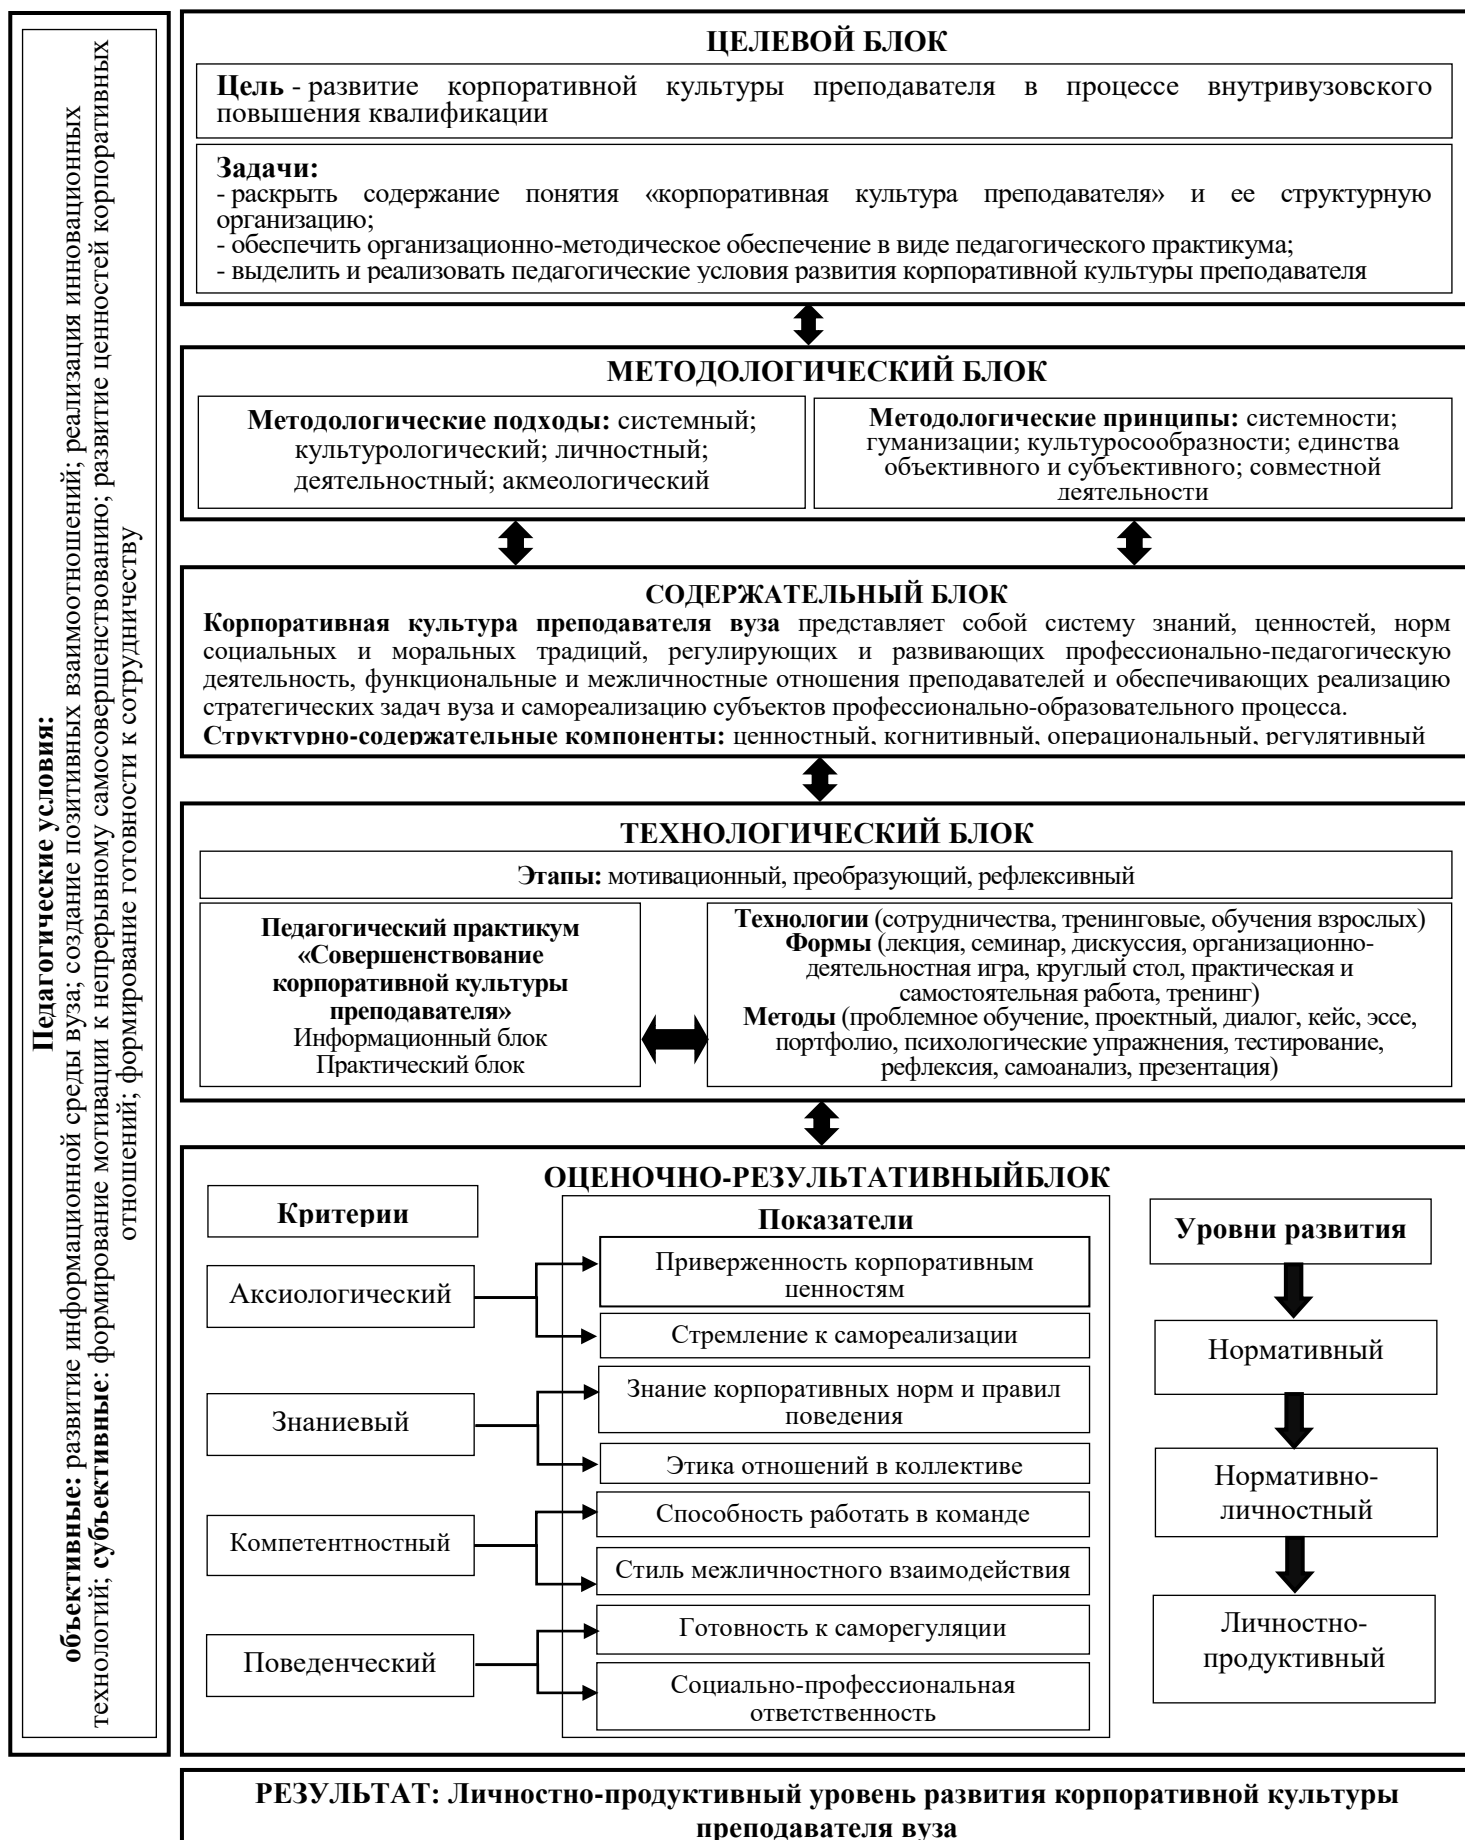 Педагогические условия:
объективные: развитие информационной среды вуза; создание позитивных взаимоотношений; реализация инновационных
технологий; субъективные: формирование мотивации к непрерывному самосовершенствованию; развитие ценностей корпоративных
отношений; формирование готовности к сотрудничеству
ЦЕЛЕВОЙ БЛОК
Цель - развитие корпоративной культуры преподавателя в процессе внутривузовского
повышения квалификации
Задачи:
- раскрыть содержание понятия «корпоративная культура преподавателя» и ее структурную
организацию;
- обеспечить организационно-методическое обеспечение в виде педагогического практикума;
- выделить и реализовать педагогические условия развития корпоративной культуры преподавателя
МЕТОДОЛОГИЧЕСКИЙ БЛОК
Методологические подходы: системный;
культурологический; личностный;
деятельностный; акмеологический
Методологические принципы: системности;
гуманизации; культуросообразности; единства
объективного и субъективного; совместной
деятельности
СОДЕРЖАТЕЛЬНЫЙ БЛОК
Корпоративная культура преподавателя вуза представляет собой систему знаний, ценностей, норм
социальных и моральных традиций, регулирующих и развивающих профессионально-педагогическую
деятельность, функциональные и межличностные отношения преподавателей и обеспечивающих реализацию
стратегических задач вуза и самореализацию субъектов профессионально-образовательного процесса.
Структурно-содержательные компоненты: ценностный, когнитивный, операциональный, регулятивный
ТЕХНОЛОГИЧЕСКИЙ БЛОК
Этапы: мотивационный, преобразующий, рефлексивный
Педагогический практикум
«Совершенствование
корпоративной культуры
преподавателя»
Информационный блок
Практический блок
Технологии (сотрудничества, тренинговые, обучения взрослых)
Формы (лекция, семинар, дискуссия, организационно-
деятельностная игра, круглый стол, практическая и
самостоятельная работа, тренинг)
Методы (проблемное обучение, проектный, диалог, кейс, эссе,
портфолио, психологические упражнения, тестирование,
рефлексия, самоанализ, презентация)
ОЦЕНОЧНО-РЕЗУЛЬТАТИВНЫЙБЛОК
Критерии
Аксиологический
Знаниевый
Компетентностный
Поведенческий
Показатели
Приверженность корпоративным
ценностям
Стремление к самореализации
Знание корпоративных норм и правил
поведения
Этика отношений в коллективе
Способность работать в команде
Стиль межличностного взаимодействия
Готовность к саморегуляции
Социально-профессиональная
ответственность
Уровни развития
Нормативный
Нормативно-
личностный
Личностно-
продуктивный
РЕЗУЛЬТАТ: Личностно-продуктивный уровень развития корпоративной культуры
преподавателя вуза